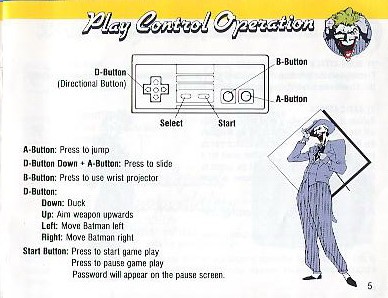 Play Control Operation
B-Button
D-Button
(Directional Button)
A-Button
Select
Start
A-Button: Press to jump
D-Button Down + A-Button: Press to slide
B-Button: Press to use wrist projector
D-Button:
Down: Duck
Up: Aim weapon upwards
Left: Move Batman left
Right: Move Batman right
Start Button: Press to start game play
Press to pause game play
Password will appear on the pause screen.
5